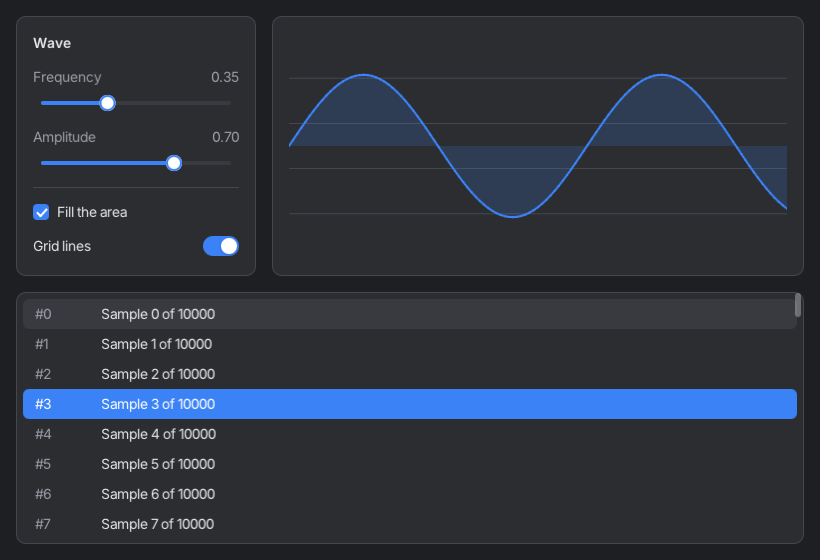 Wave
Frequency 0.35
Amplitude 0.70
Fill the area
Grid lines
#0 Sample 0 of 10000
#1 Sample 1 of 10000
#2 Sample 2 of 10000
#3 Sample 3 of 10000
#4 Sample 4 of 10000
#5 Sample 5 of 10000
#6 Sample 6 of 10000
#7 Sample 7 of 10000